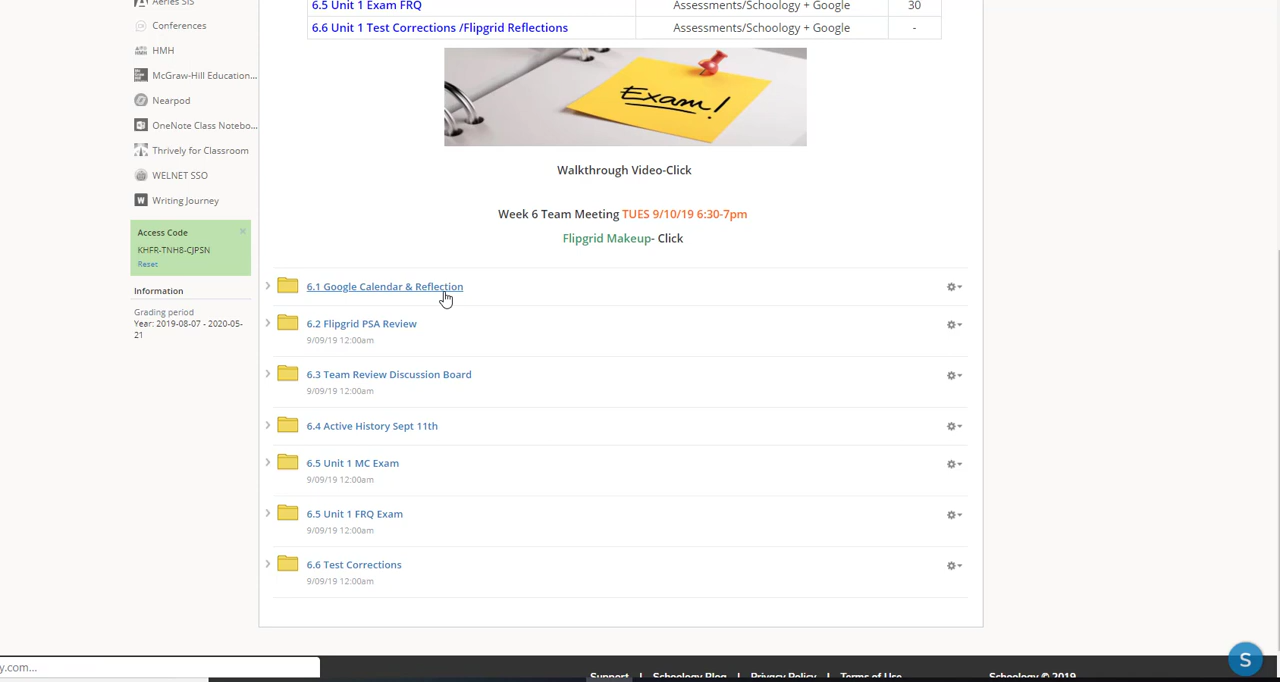 Aeries SIS
Conferences
HMH
McGraw-Hill Education...
Nearpod
OneNote Class Notebo...
Thrively for Classroom
WELNET SSO
W Writing Journey
Access Code ×
KHFR-TNH8-CJPSN
Reset
Information
Grading period
Year: 2019-08-07 - 2020-05-
21
6.5 Unit 1 Exam FRQ Assessments/Schoology + Google 30
6.6 Unit 1 Test Corrections /Flipgrid Reflections Assessments/Schoology + Google -
Exam!
Walkthrough Video-Click
Week 6 Team Meeting TUES 9/10/19 6:30-7pm
Flipgrid Makeup- Click
6.1 Google Calendar & Reflection
6.2 Flipgrid PSA Review
9/09/19 12:00am
6.3 Team Review Discussion Board
9/09/19 12:00am
6.4 Active History Sept 11th
6.5 Unit 1 MC Exam
9/09/19 12:00am
6.5 Unit 1 FRQ Exam
9/09/19 12:00am
6.6 Test Corrections
9/09/19 12:00am
y.com...
Support | Schoology Blog | Privacy Policy | Terms of Use Schoology © 2019
S